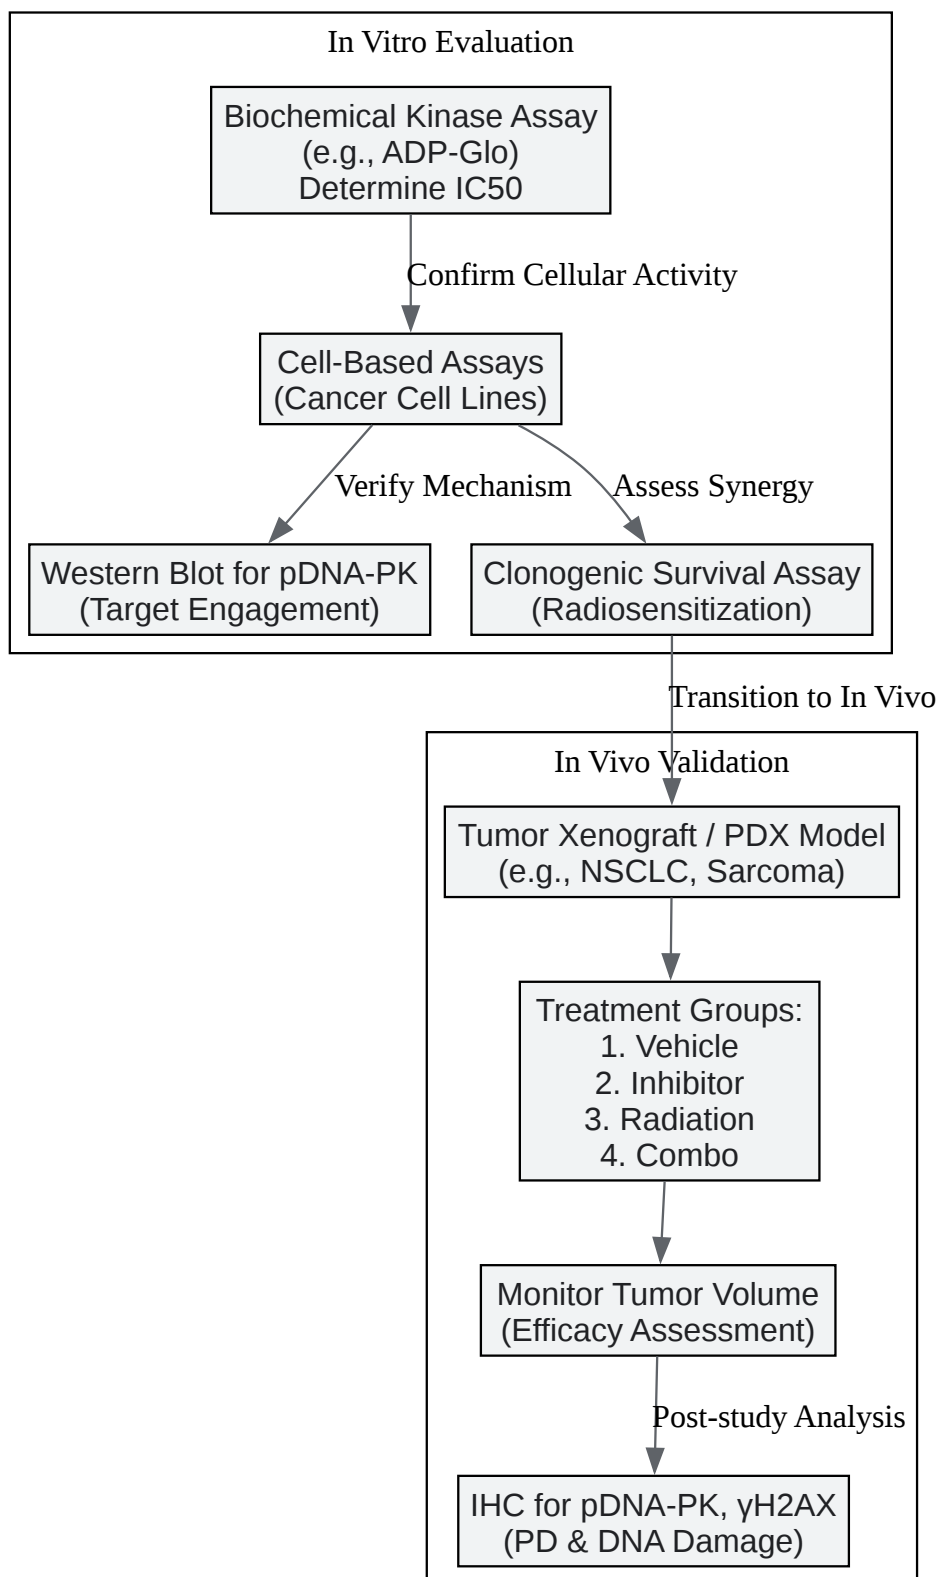 In Vitro Evaluation
Biochemical Kinase Assay
(e.g., ADP-Glo)
Determine IC50
Confirm Cellular Activity
Cell-Based Assays
(Cancer Cell Lines)
Verify Mechanism
Assess Synergy
Western Blot for pDNA-PK
(Target Engagement)
Clonogenic Survival Assay
(Radiosensitization)
Transition to In Vivo
In Vivo Validation
Tumor Xenograft / PDX Model
(e.g., NSCLC, Sarcoma)
Treatment Groups:
1. Vehicle
2. Inhibitor
3. Radiation
4. Combo
Monitor Tumor Volume
(Efficacy Assessment)
Post-study Analysis
IHC for pDNA-PK, γH2AX
(PD & DNA Damage)